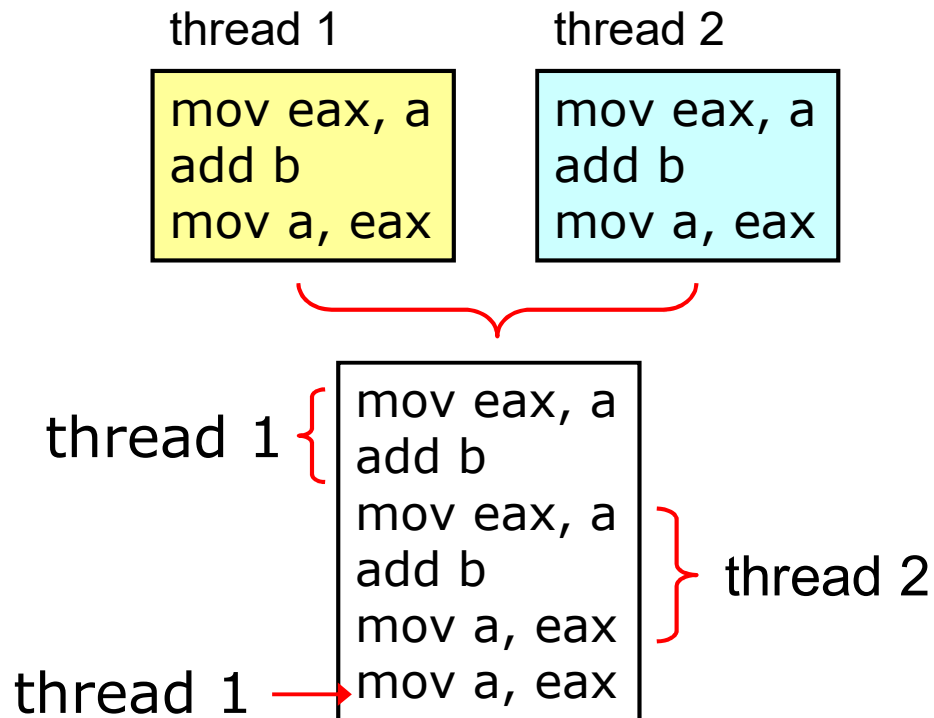 thread 1
thread 2
mov eax, a
add b
mov a, eax
mov eax, a
add b
mov a, eax
thread 1
mov eax, a
add b
mov eax, a
add b
mov a, eax
thread 2
thread 1
mov a, eax